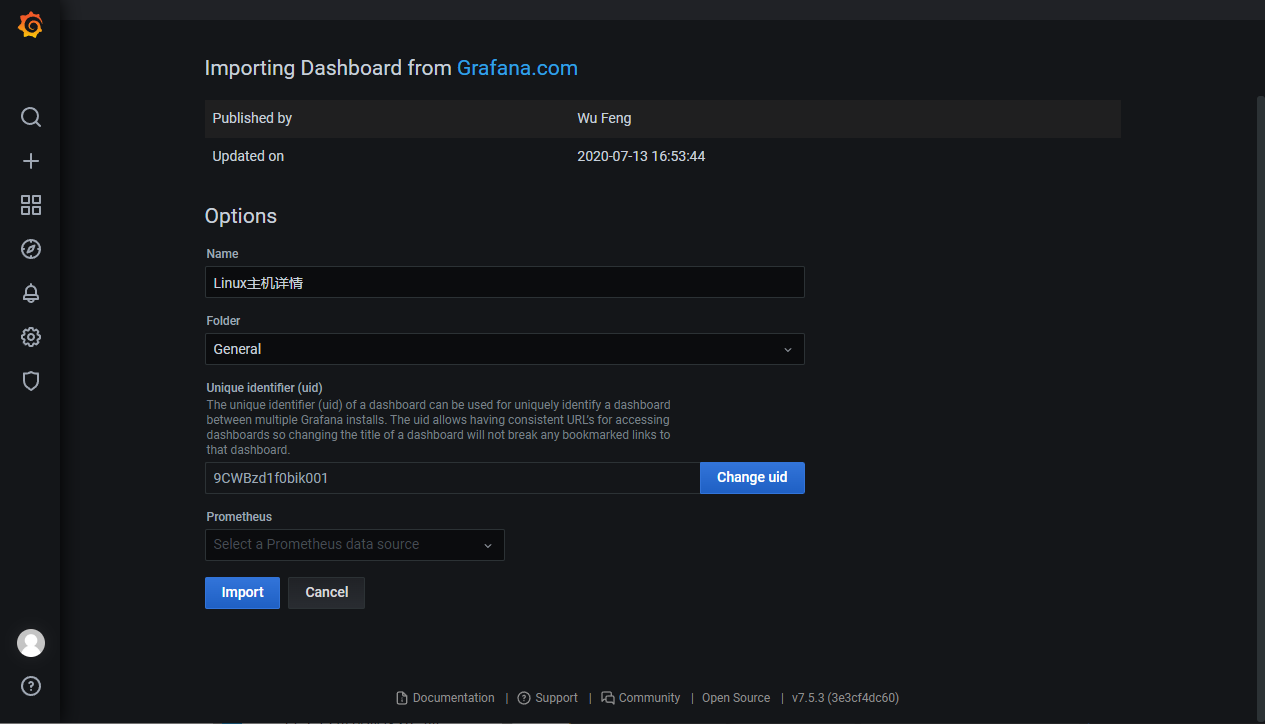 Importing Dashboard from Grafana.com
Published by Wu Feng
Updated on 2020-07-13 16:53:44
Options
Name
Linux主机详情
Folder
General
Unique identifier (uid)
The unique identifier (uid) of a dashboard can be used for uniquely identify a dashboard
between multiple Grafana installs. The uid allows having consistent URL's for accessing
dashboards so changing the title of a dashboard will not break any bookmarked links to
that dashboard.
9CWBzd1f0bik001 Change uid
Prometheus
Select a Prometheus data source
Import Cancel
Documentation | Support | Community | Open Source | v7.5.3 (3e3cf4dc60)